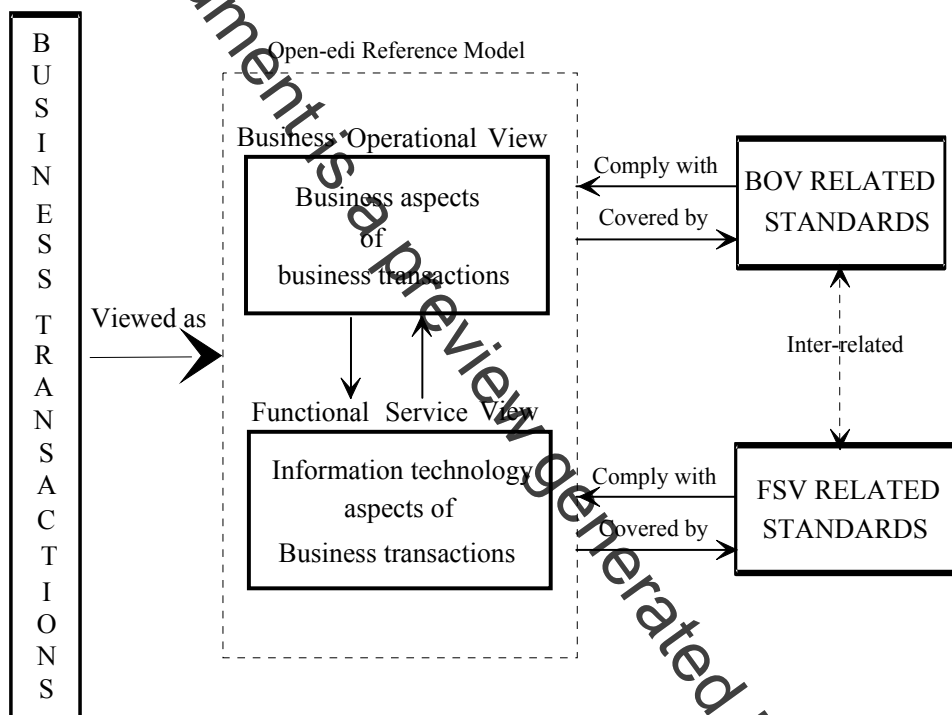 BUSINESS TRANSACTIONS
Open-edi Reference Model
Business Operational View
Business aspects
of
business transactions
Viewed as
Functional Service View
Information technology
aspects of
Business transactions
Comply with
Covered by
BOV RELATED
STANDARDS
Inter-related
Comply with
Covered by
FSV RELATED
STANDARDS
is a preview generated